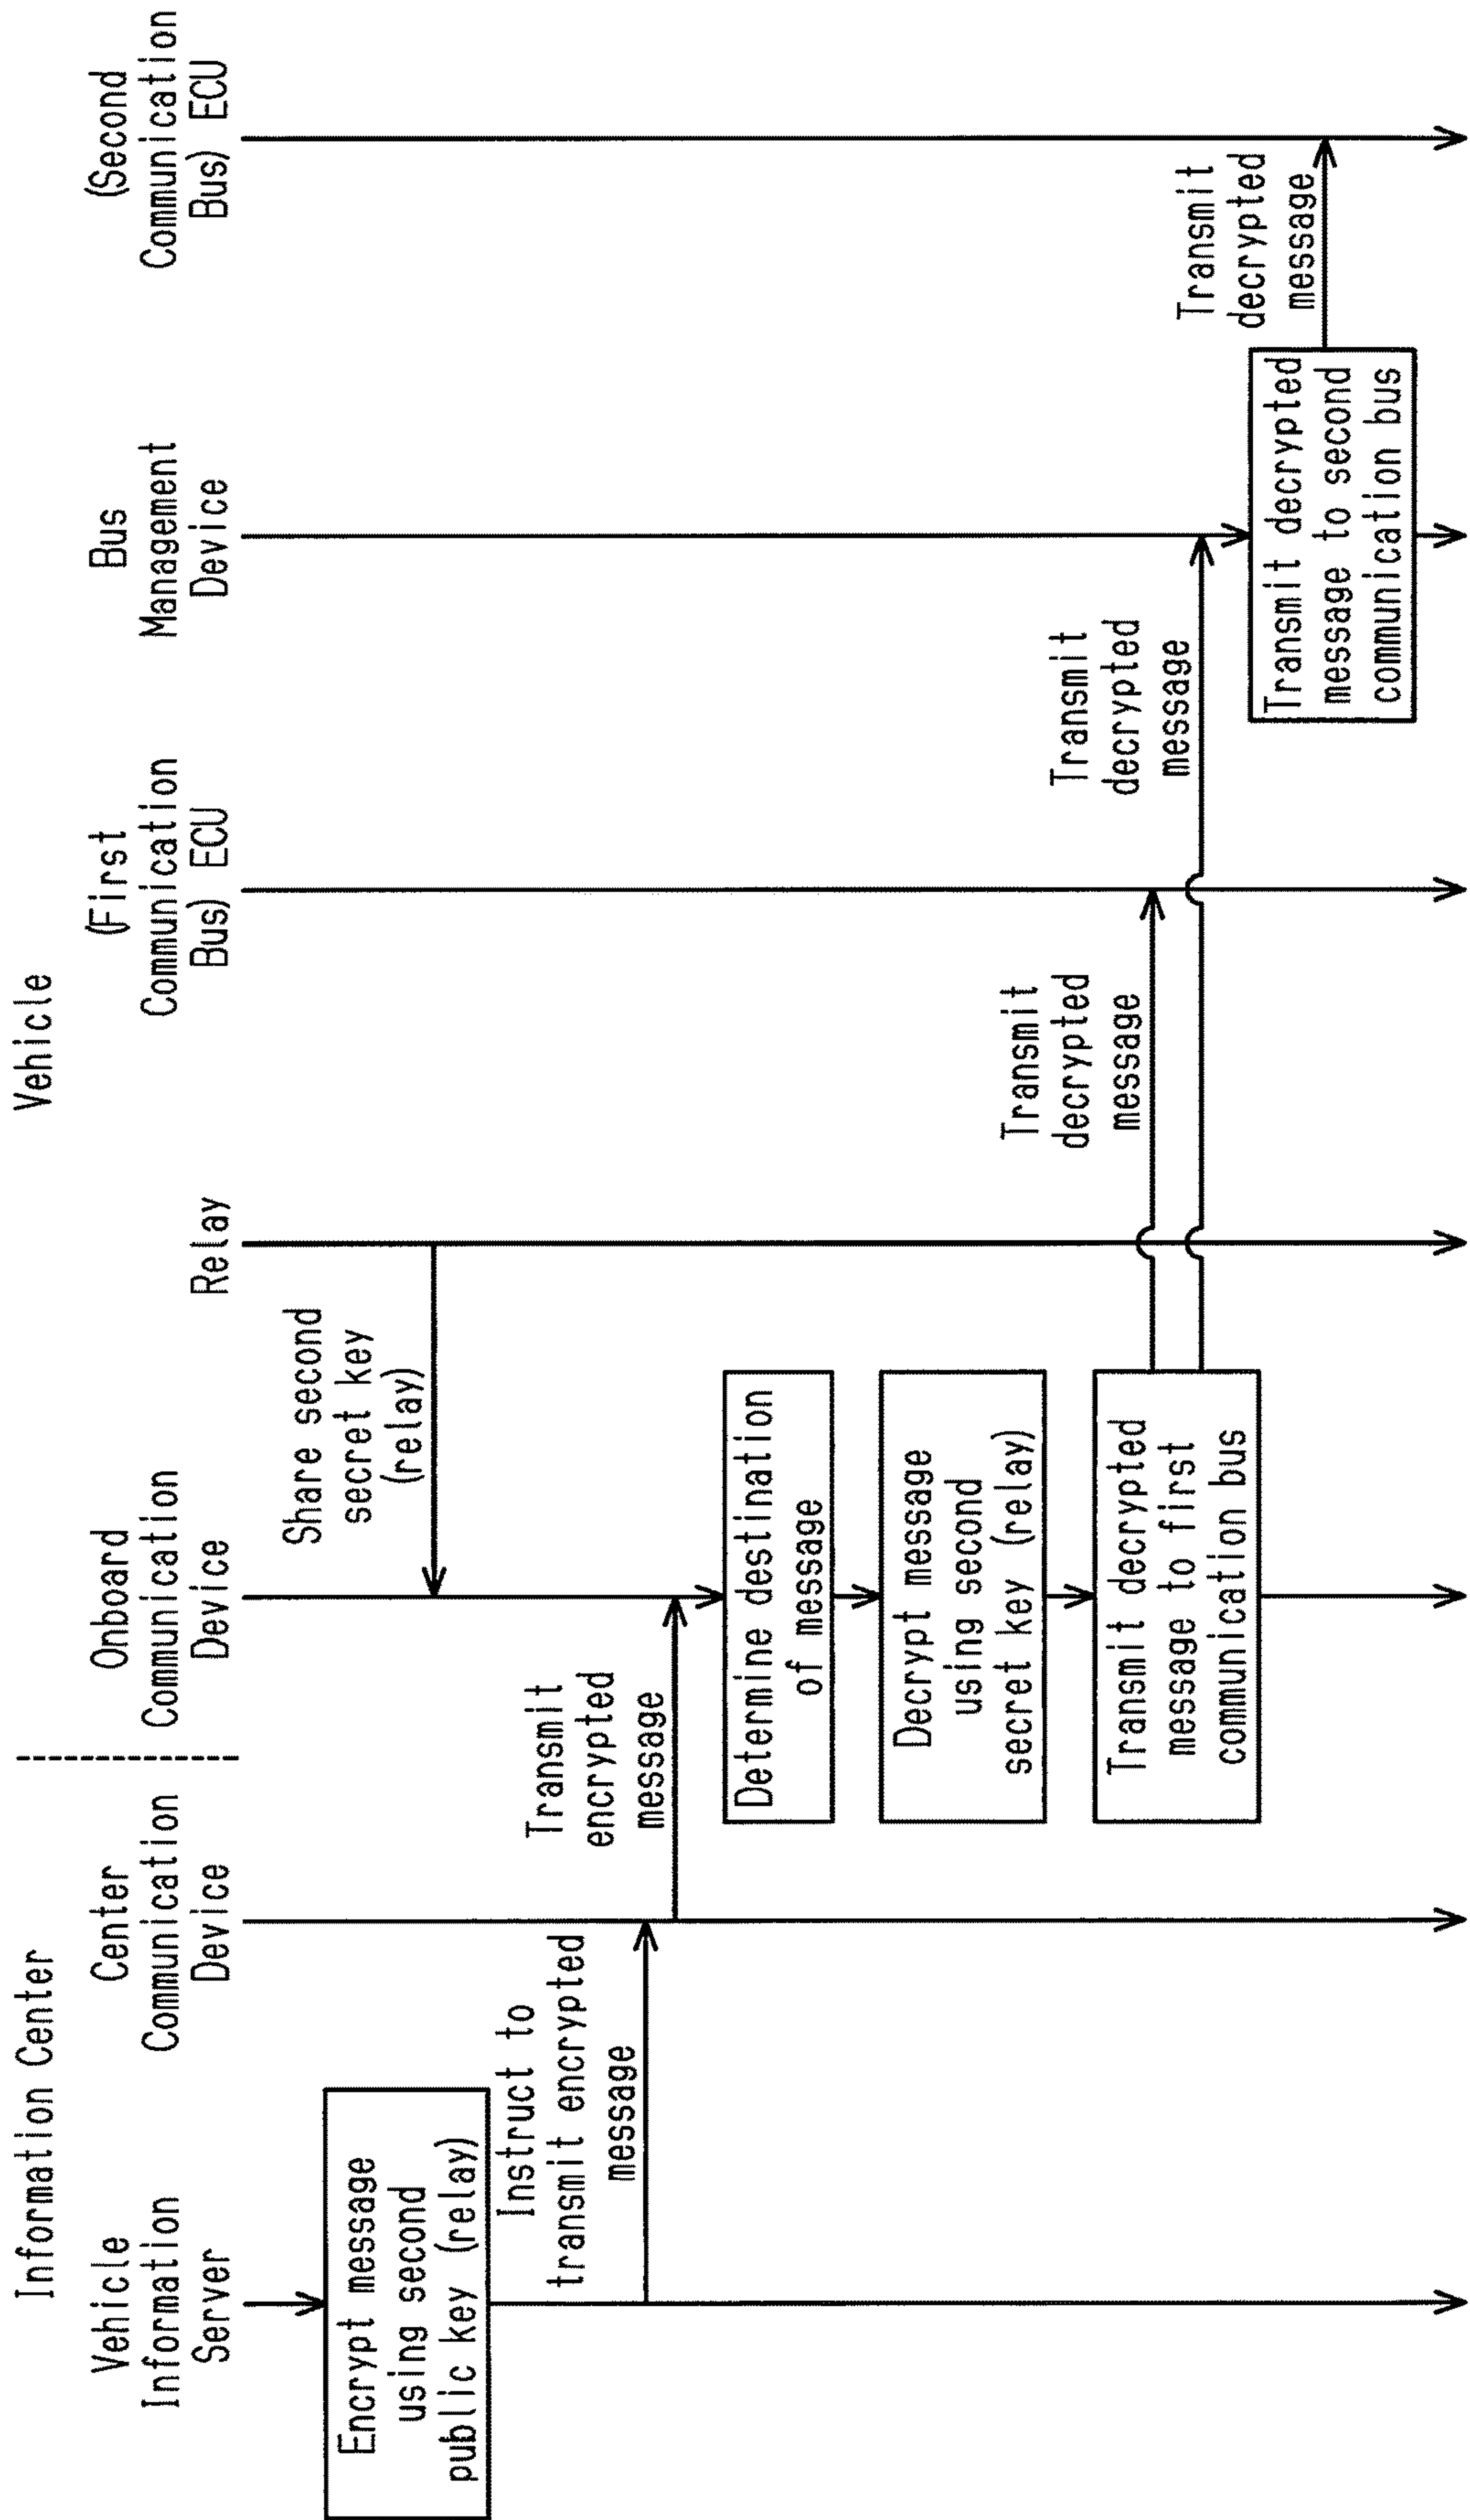 Information Center
Vehicle
Vehicle
Information
Server
Center
Communication
Device
Onboard
Communication
Device
Relay
(First
Communication
Bus) ECU
Bus
Management
Device
(Second
Communication
Bus) ECU
Encrypt message
using second
public key (relay)
Share second
secret key
(relay)
Instruct to
transmit encrypted
message
Transmit
encrypted
message
Determine destination
of message
Decrypt message
using second
secret key (relay)
Transmit decrypted
message to first
communication bus
Transmit
decrypted
message
Transmit
decrypted
message
Transmit decrypted
message to second
communication bus
Transmit
decrypted
message